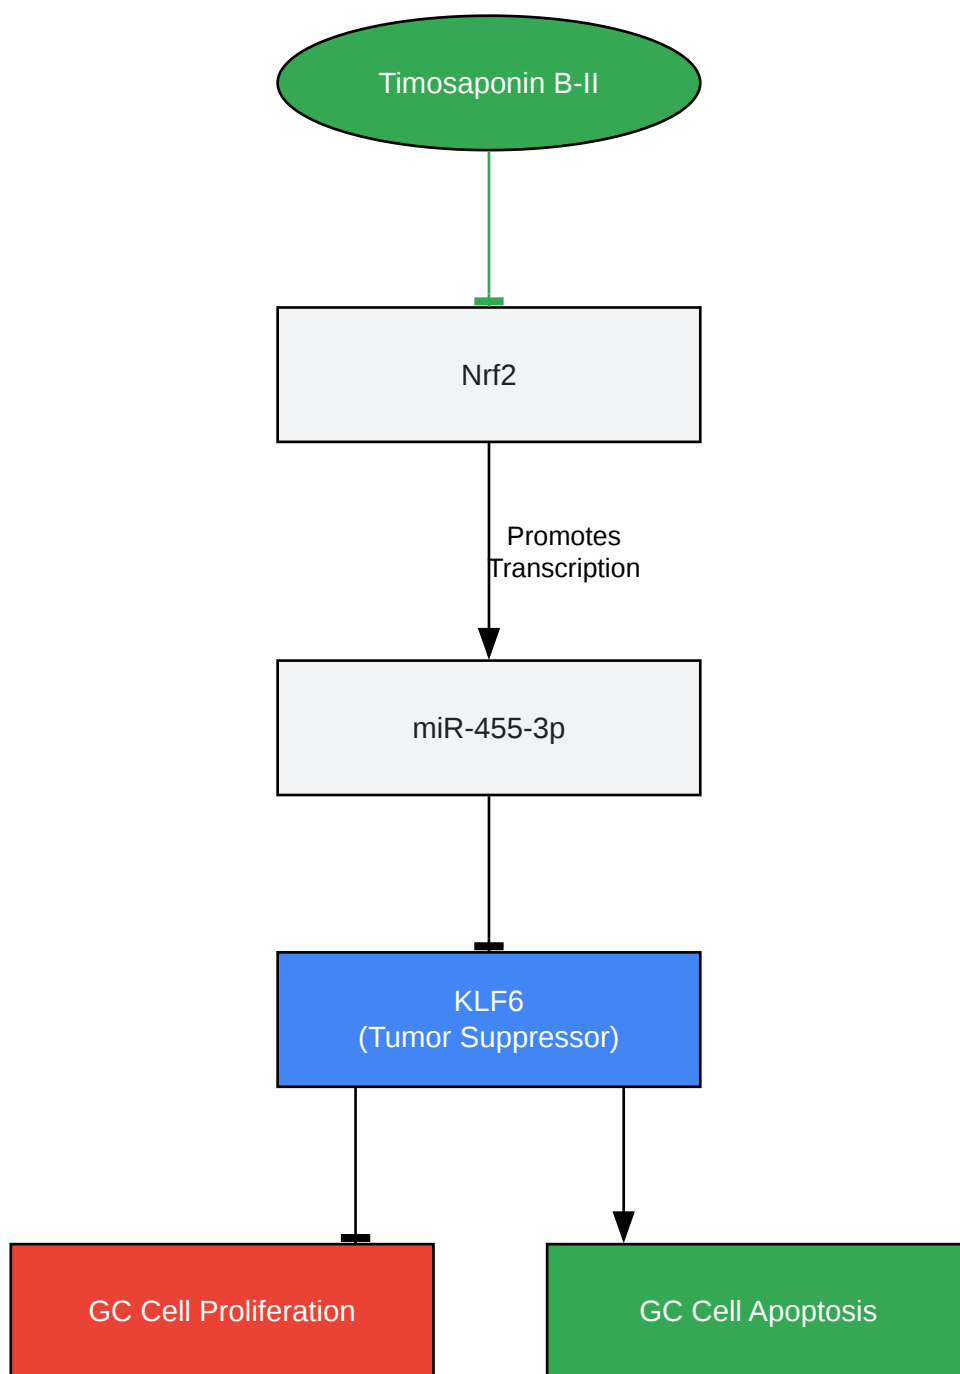 Timosaponin B-II
Nrf2
Promotes
Transcription
miR-455-3p
KLF6
(Tumor Suppressor)
GC Cell Proliferation
GC Cell Apoptosis